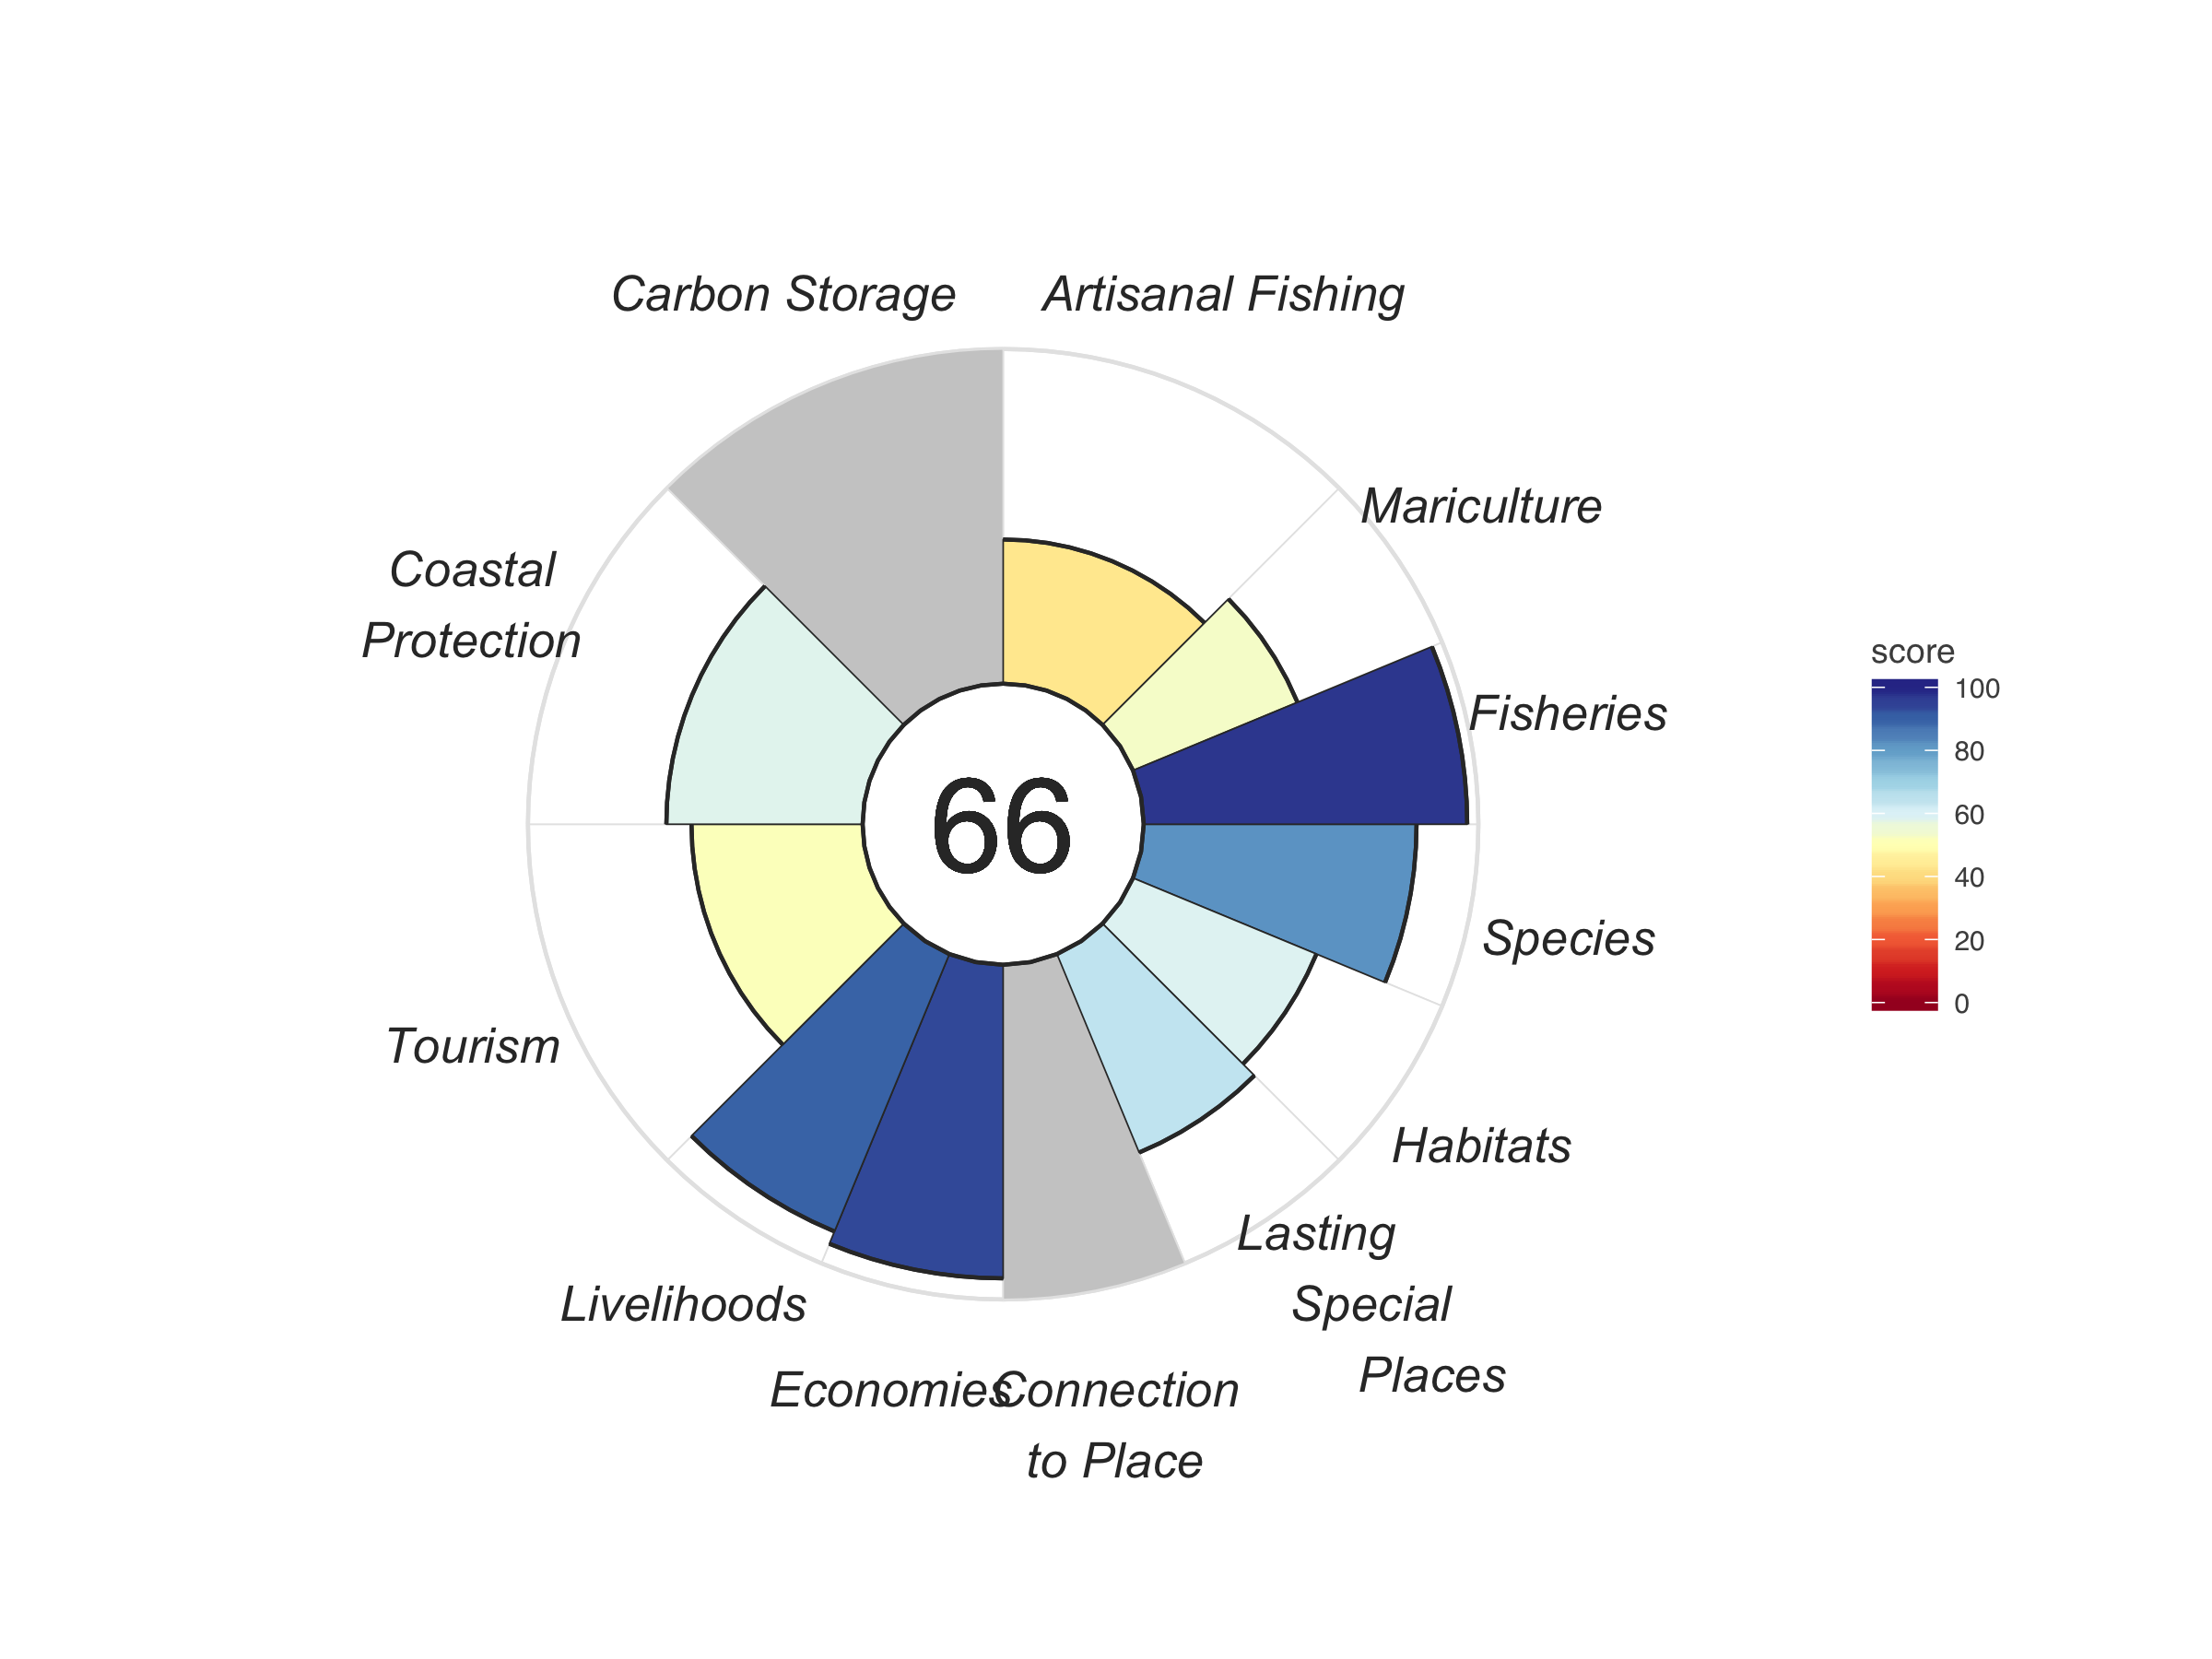 Carbon Storage
Artisanal Fishing
Mariculture
Coastal
Protection
Fisheries
66
Species
Tourism
Habitats
Lasting
Special
Places
Livelihoods
Economies
Connection
to Place
score
100
80
60
40
20
0